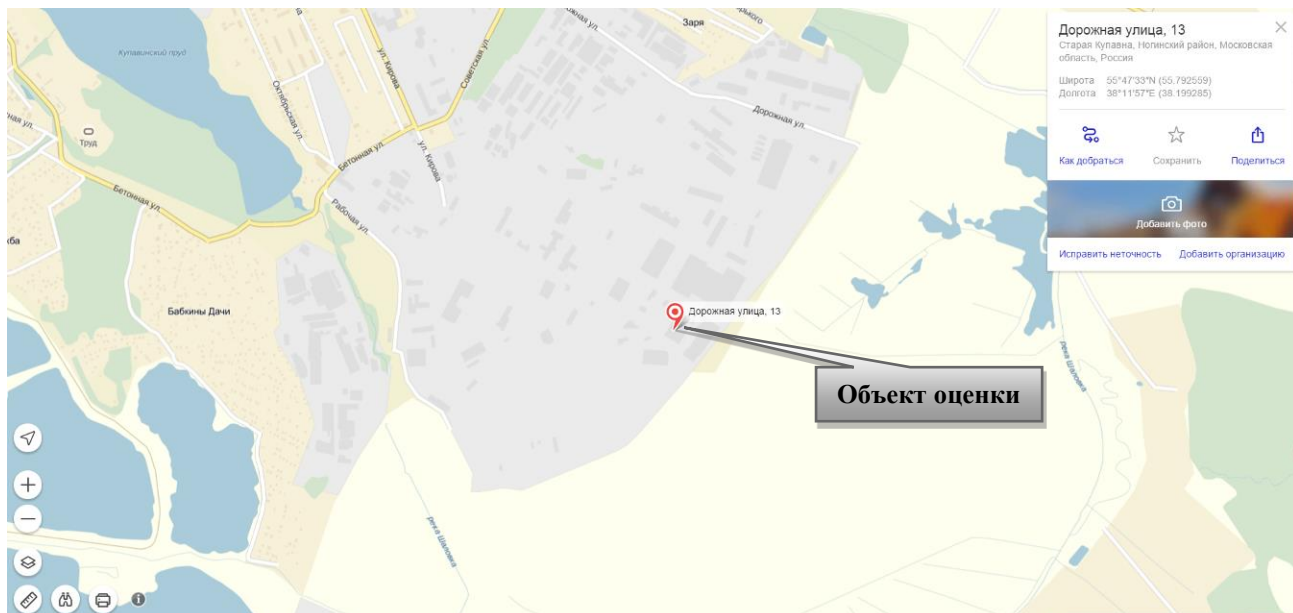 Дорожная улица, 13
Старая Купавна, Ногинский район, Московская
область, Россия
Широта 55°47'33"N (55.792559)
Долгота 38°11'57"E (38.199285)
Как добраться
Сохранить
Поделиться
Добавить фото
Исправить неточность
Добавить организацию
Купавинский пруд
Труд
Октябрьская ул.
ул. Кирова
Советская ул.
Заря
Дорожная ул.
Бетонная ул.
ул. Кирова
Бетонная ул.
Рабочая ул.
Бабкины Дачи
Дорожная улица, 13
Объект оценки
река Шаловка
река Шаловка